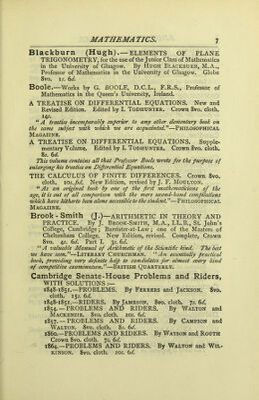 MATHEMATICS. 7
Blackburn (Hugh).—ELEMENTS OF PLANE
TRIGONOMETRY, for the use of the Junior Class of Mathematics
in the University of Glasgow. By HUGH BLACKBURN, M.A.,
Professor of Mathematics in the University of Glasgow. Globe
8vo. 1s. 6d.
Boole.—Works by G. BOOLE, D.C.L., F.R.S., Professor of
Mathematics in the Queen's University, Ireland.
A TREATISE ON DIFFERENTIAL EQUATIONS. New and
Revised Edition. Edited by I. TODHUNTER. Crown 8vo. cloth.
14s.
"A treatise incomparably superior to any other elementary book on
the same subject with which we are acquainted."—PHILOSOPHICAL
MAGAZINE.
A TREATISE ON DIFFERENTIAL EQUATIONS. Supple-
mentary Volume. Edited by I. TODHUNTER. Crown 8vo. cloth.
8s. 6d.
This volume contains all that Professor Boole wrote for the purpose of
enlarging his treatise on Differential Equations.
THE CALCULUS OF FINITE DIFFERENCES. Crown 8vo.
cloth. 10s. 6d. New Edition, revised by J. F. MOULTON.
"As an original book by one of the first mathematicians of the
age, it is out of all comparison with the mere second-hand compilations
which have hitherto been alone accessible to the student."—PHILOSOPHICAL
MAGAZINE.
Brook-Smith (J.)—ARITHMETIC IN THEORY AND
PRACTICE. By J. BROOK-SMITH, M.A., LL.B., St. John's
College, Cambridge; Barrister-at-Law; one of the Masters of
Cheltenham College. New Edition, revised. Complete, Crown
8vo. 4s. 6d. Part I. 3s. 6d.
"A valuable Manual of Arithmetic of the Scientific kind. The best
we have seen."—LITERARY CHURCHMAN. "An essentially practical
book, providing very definite help to candidates for almost every kind
of competitive examination."—BRITISH QUARTERLY.
Cambridge Senate-House Problems and Riders,
WITH SOLUTIONS:—
1848-1851.—PROBLEMS. By FERRERS and JACKSON. 8vo.
cloth. 15s. 6d.
1848-1851.—RIDERS. By JAMESON. 8vo. cloth. 7s. 6d.
1854.—PROBLEMS AND RIDERS. By WALTON and
MACKENZIE. 8vo. cloth. 10s. 6d.
1857.—PROBLEMS AND RIDERS. By CAMPION and
WALTON. 8vo. cloth. 8s. 6d.
1860.—PROBLEMS AND RIDERS. By WATSON and ROUTH
Crown 8vo. cloth. 7s. 6d.
1864.—PROBLEMS AND RIDERS. By WALTON and WIL-
KINSON. 8vo. cloth. 10s. 6d.